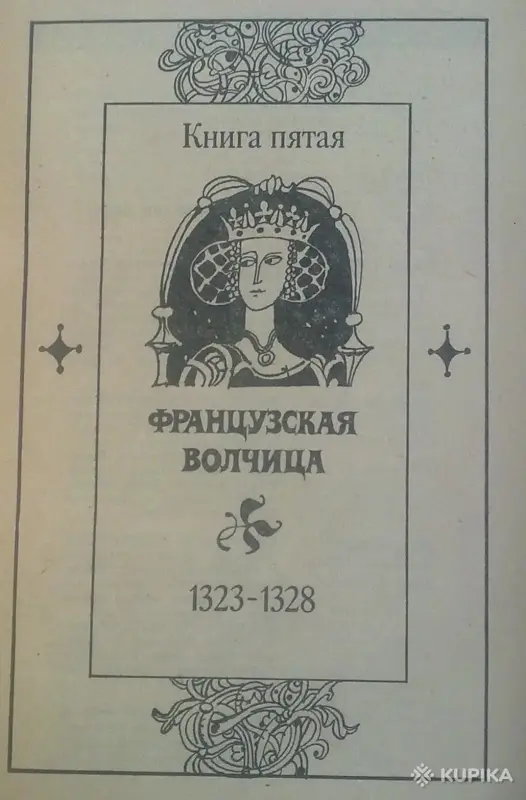 Книга пятая
ФРАНЦУЗСКАЯ
ВОЛЧИЦА
1323-1328
KUPIKA